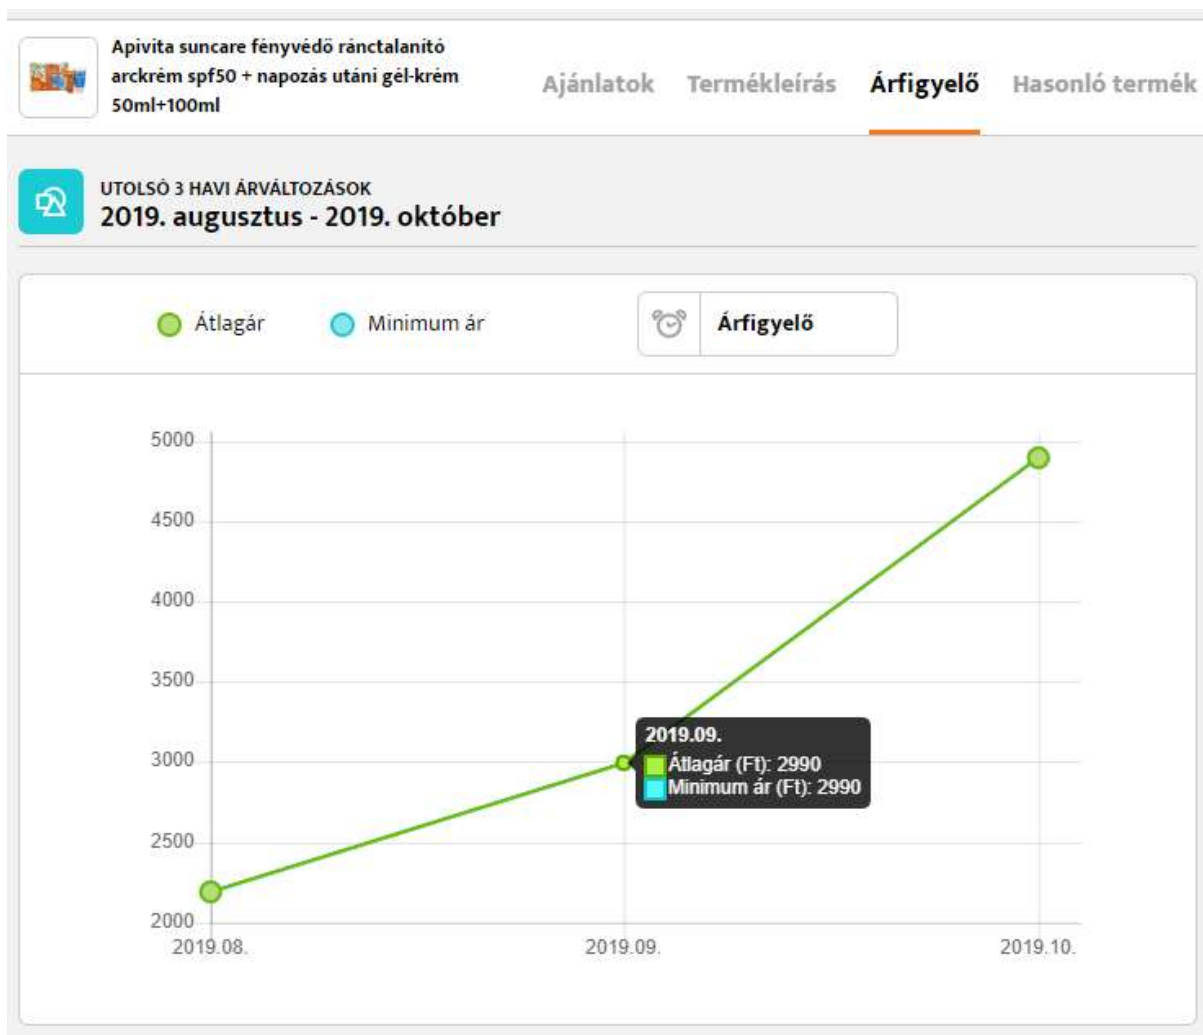 Apivita suncare fényvédő ránctalanító
arckrém spf50 + napozás utáni gél-krém
50ml+100ml
Ajánlatok Termékleírás Árfigyelő Hasonló termék
UTOLSÓ 3 HAVI ÁRVÁLTOZÁSOK
2019. augusztus - 2019. október
Átlagár Minimum ár Árfigyelő
5000
4500
4000
3500
3000
2500
2000
2019.09.
Átlagár (Ft): 2990
Minimum ár (Ft): 2990
2019.08. 2019.09. 2019.10.